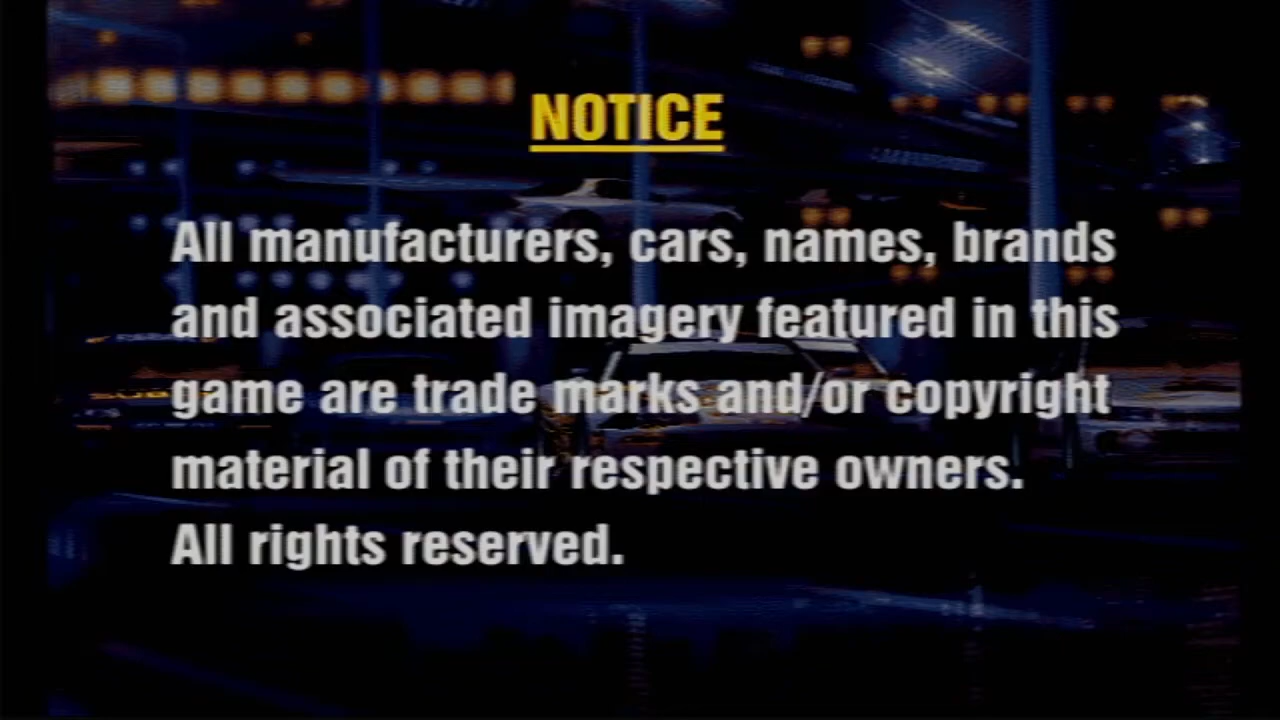 NOTICE
All manufacturers, cars, names, brands
and associated imagery featured in this
game are trade marks and/or copyright
material of their respective owners.
All rights reserved.